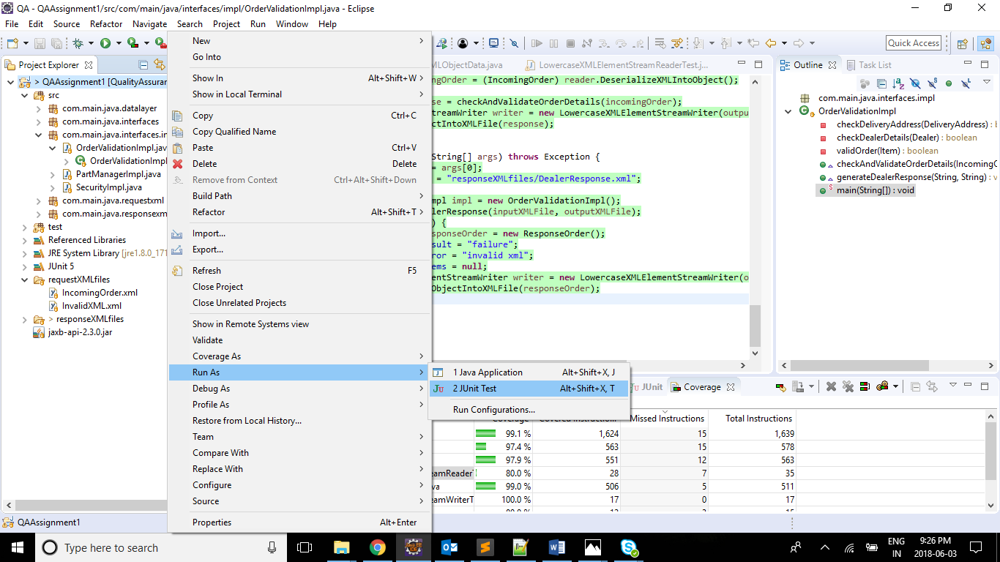 QA - QAAssignment1/src/com/main/java/interfaces/impl/OrderValidationImpl.java - Eclipse
File Edit Source Refactor Navigate Search Project Run Window Help
Quick Access
Project Explorer
> QAAssignment1 [QualityAssuran
src
com.main.java.datalayer
com.main.java.interfaces
com.main.java.interfaces.im
OrderValidationImpl.jav
OrderValidationImpl
PartManagerImpl.java
SecurityImpl.java
com.main.java.requestxml
com.main.java.responsexm
test
Referenced Libraries
JRE System Library [jre1.8.0_171
JUnit 5
requestXMLfiles
IncomingOrder.xml
InvalidXML.xml
> responseXMLfiles
jaxb-api-2.3.0.jar
New
Go Into
Show In Alt+Shift+W
Show in Local Terminal
Copy Ctrl+C
Copy Qualified Name
Paste Ctrl+V
Delete Delete
Remove from Context Ctrl+Alt+Shift+Down
Build Path
Refactor Alt+Shift+T
Import...
Export...
Refresh F5
Close Project
Close Unrelated Projects
Show in Remote Systems view
Validate
Coverage As
Run As
Debug As
Profile As
Restore from Local History...
Team
Compare With
Replace With
Configure
Source
Properties Alt+Enter
1 Java Application Alt+Shift+X, J
2 JUnit Test Alt+Shift+X, T
Run Configurations...
MLObjectData.java LowercaseXMLElementStreamReaderTest.j...
ngOrder = (IncomingOrder) reader.DeserializeXMLIntoObject();
se = checkAndValidateOrderDetails(incomingOrder);
treamWriter writer = new LowercaseXMLElementStreamWriter(outpu
ectIntoXMLFile(response);
String[] args) throws Exception {
= args[0];
= "responseXMLfiles/DealerResponse.xml";
mpl impl = new OrderValidationImpl();
lerResponse(inputXMLFile, outputXMLFile);
) {
sponseOrder = new ResponseOrder();
sult = "failure";
ror = "invalid xml";
ems = null;
entStreamWriter writer = new LowercaseXMLElementStreamWriter(o
ObjectIntoXMLFile(responseOrder);
Outline Task List
com.main.java.interfaces.impl
OrderValidationImpl
checkDeliveryAddress(DeliveryAddress) : b
checkDealerDetails(Dealer) : boolean
validOrder(Item) : boolean
checkAndValidateOrderDetails(IncomingO
generateDealerResponse(String, String) : v
main(String[]) : void
JUnit Coverage
Coverage Covered Instructio... Missed Instructions Total Instructions
99.1 % 1,624 15 1,639
97.4 % 563 15 578
97.9 % 551 12 563
eamReaderT 80.0 % 28 7 35
va 99.0 % 506 5 511
eamWriterT 100.0 % 17 0 17
QAAssignment1
Type here to search
ENG
IN
9:26 PM
2018-06-03